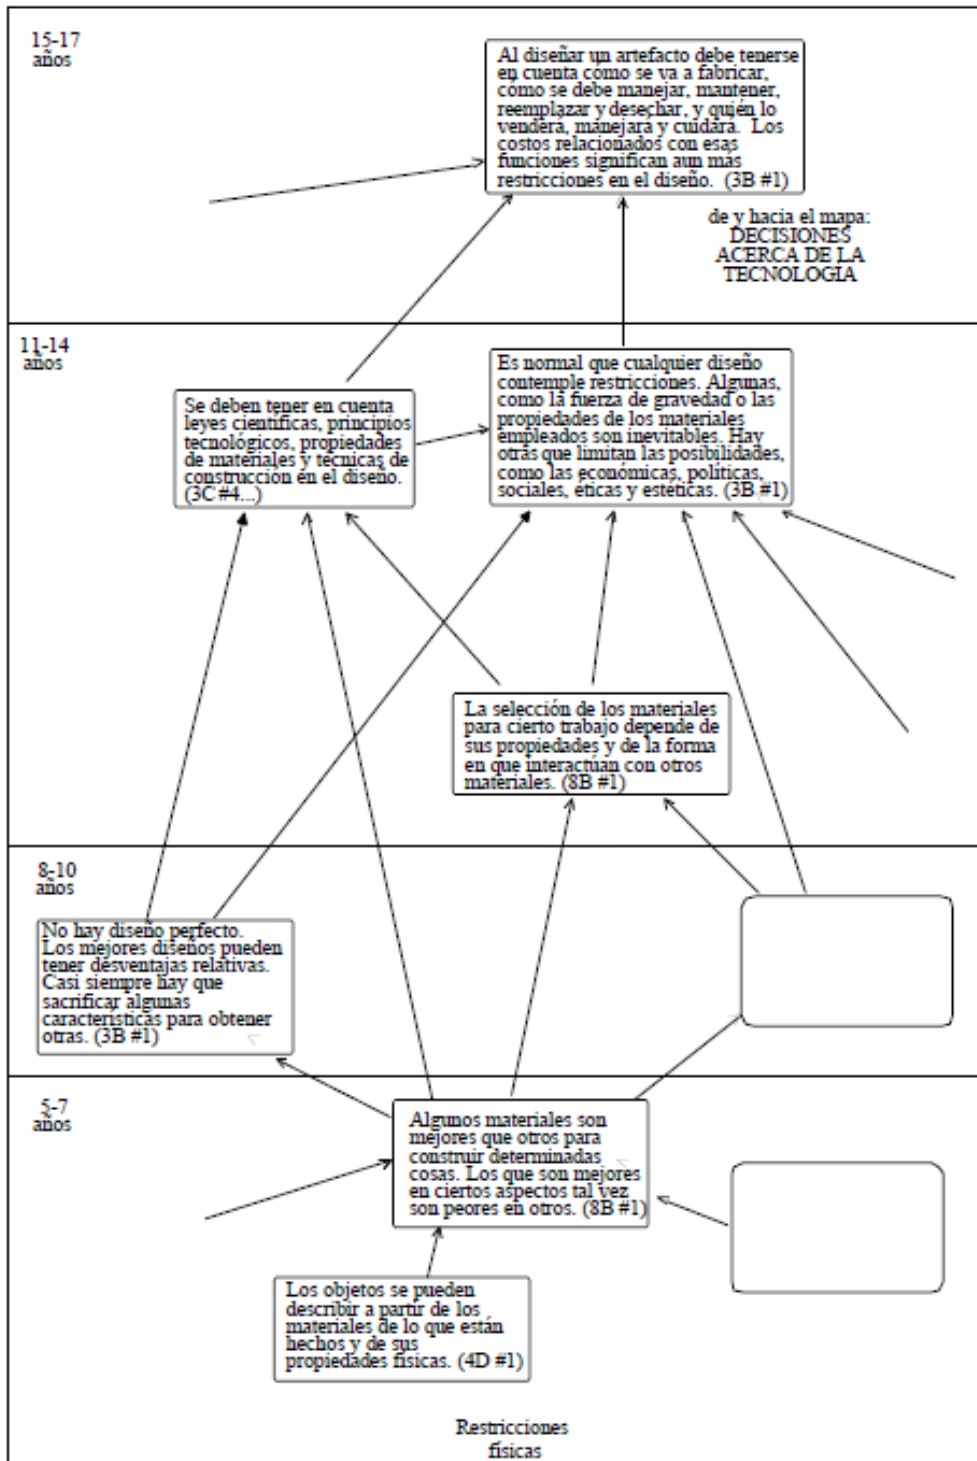 15-17
años
Al diseñar un artefacto debe tenerse
en cuenta cómo se va a fabricar,
cómo se debe manejar, mantener,
reemplazar y desechar, y quién lo
venderá, manejará y cuidará. Los
costos relacionados con esas
funciones significan aun más
restricciones en el diseño. (3B #1)
de y hacia el mapa:
DECISIONES
ACERCA DE LA
TECNOLOGÍA
11-14
años
Es normal que cualquier diseño
contemple restricciones. Algunas,
como la fuerza de gravedad o las
propiedades de los materiales
empleados son inevitables. Hay
otras que limitan las posibilidades,
como las económicas, políticas,
sociales, éticas y estéticas. (3B #1)
Se deben tener en cuenta
leyes científicas, principios
tecnológicos, propiedades
de materiales y técnicas de
construcción en el diseño.
(3C #4...)
La selección de los materiales
para cierto trabajo depende de
sus propiedades y de la forma
en que interactúan con otros
materiales. (8B #1)
8-10
años
No hay diseño perfecto.
Los mejores diseños pueden
tener desventajas relativas.
Casi siempre hay que
sacrificar algunas
características para obtener
otras. (3B #1)
5-7
años
Algunos materiales son
mejores que otros para
construir determinadas
cosas. Los que son mejores
en ciertos aspectos tal vez
son peores en otros. (8B #1)
Los objetos se pueden
describir a partir de los
materiales de lo que están
hechos y de sus
propiedades físicas. (4D #1)
Restricciones
físicas